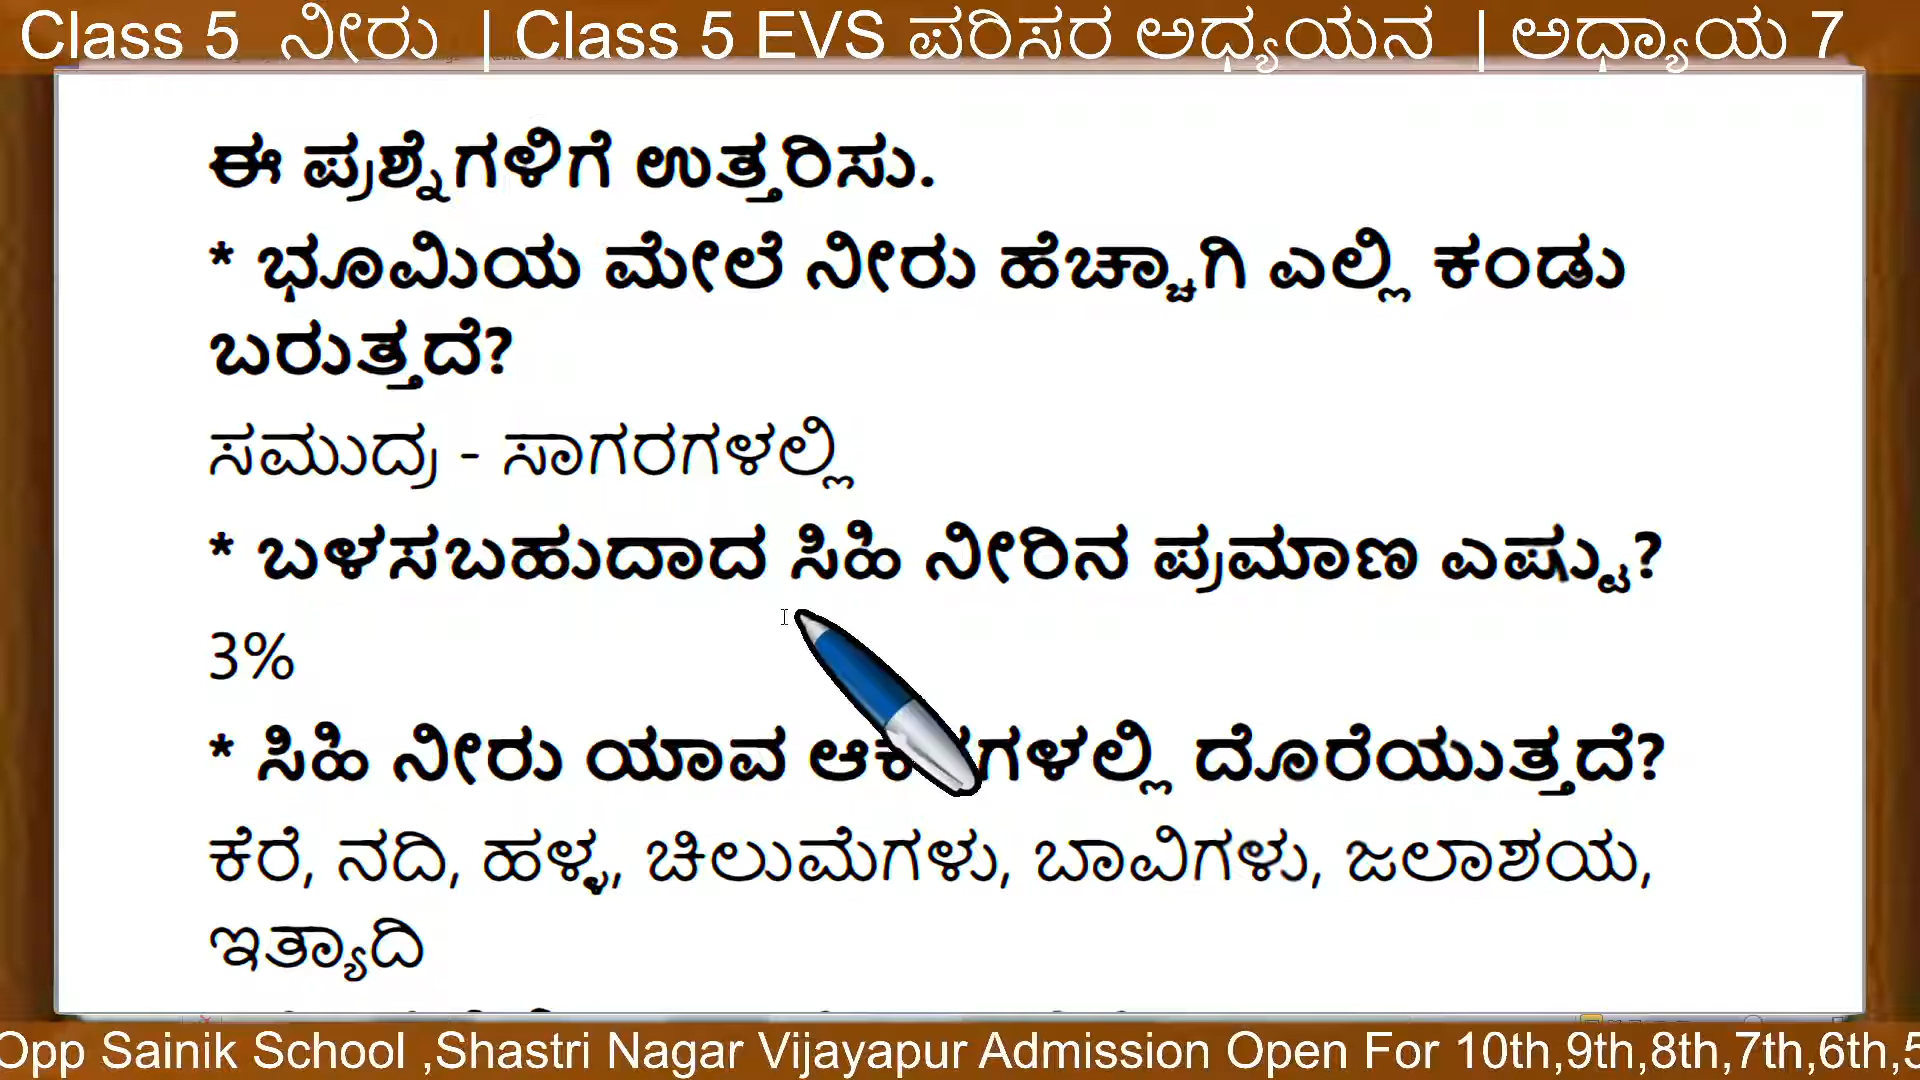 Class 5 ನೀರು | Class 5 EVS ಪರಿಸರ ಅಧ್ಯಯನ | ಅಧ್ಯಾಯ 7
ಈ ಪ್ರಶ್ನೆಗಳಿಗೆ ಉತ್ತರಿಸು.
* ಭೂಮಿಯ ಮೇಲೆ ನೀರು ಹೆಚ್ಚಾಗಿ ಎಲ್ಲಿ ಕಂಡು
ಬರುತ್ತದೆ?
ಸಮುದ್ರ - ಸಾಗರಗಳಲ್ಲಿ
* ಬಳಸಬಹುದಾದ ಸಿಹಿ ನೀರಿನ ಪ್ರಮಾಣ ಎಷ್ಟು?
3%
* ಸಿಹಿ ನೀರು ಯಾವ ದೊರೆಯುತ್ತದೆ?
ಕೆರೆ, ನದಿ, ಹಳ್ಳ, ಚಿಲುಮೆಗಳು, ಬಾವಿಗಳು, ಜಲಾಶಯ,
ಇತ್ಯಾದಿ
Opp Sainik School ,Shastri Nagar Vijayapur Admission Open For 10th,9th,8th,7th,6th,5